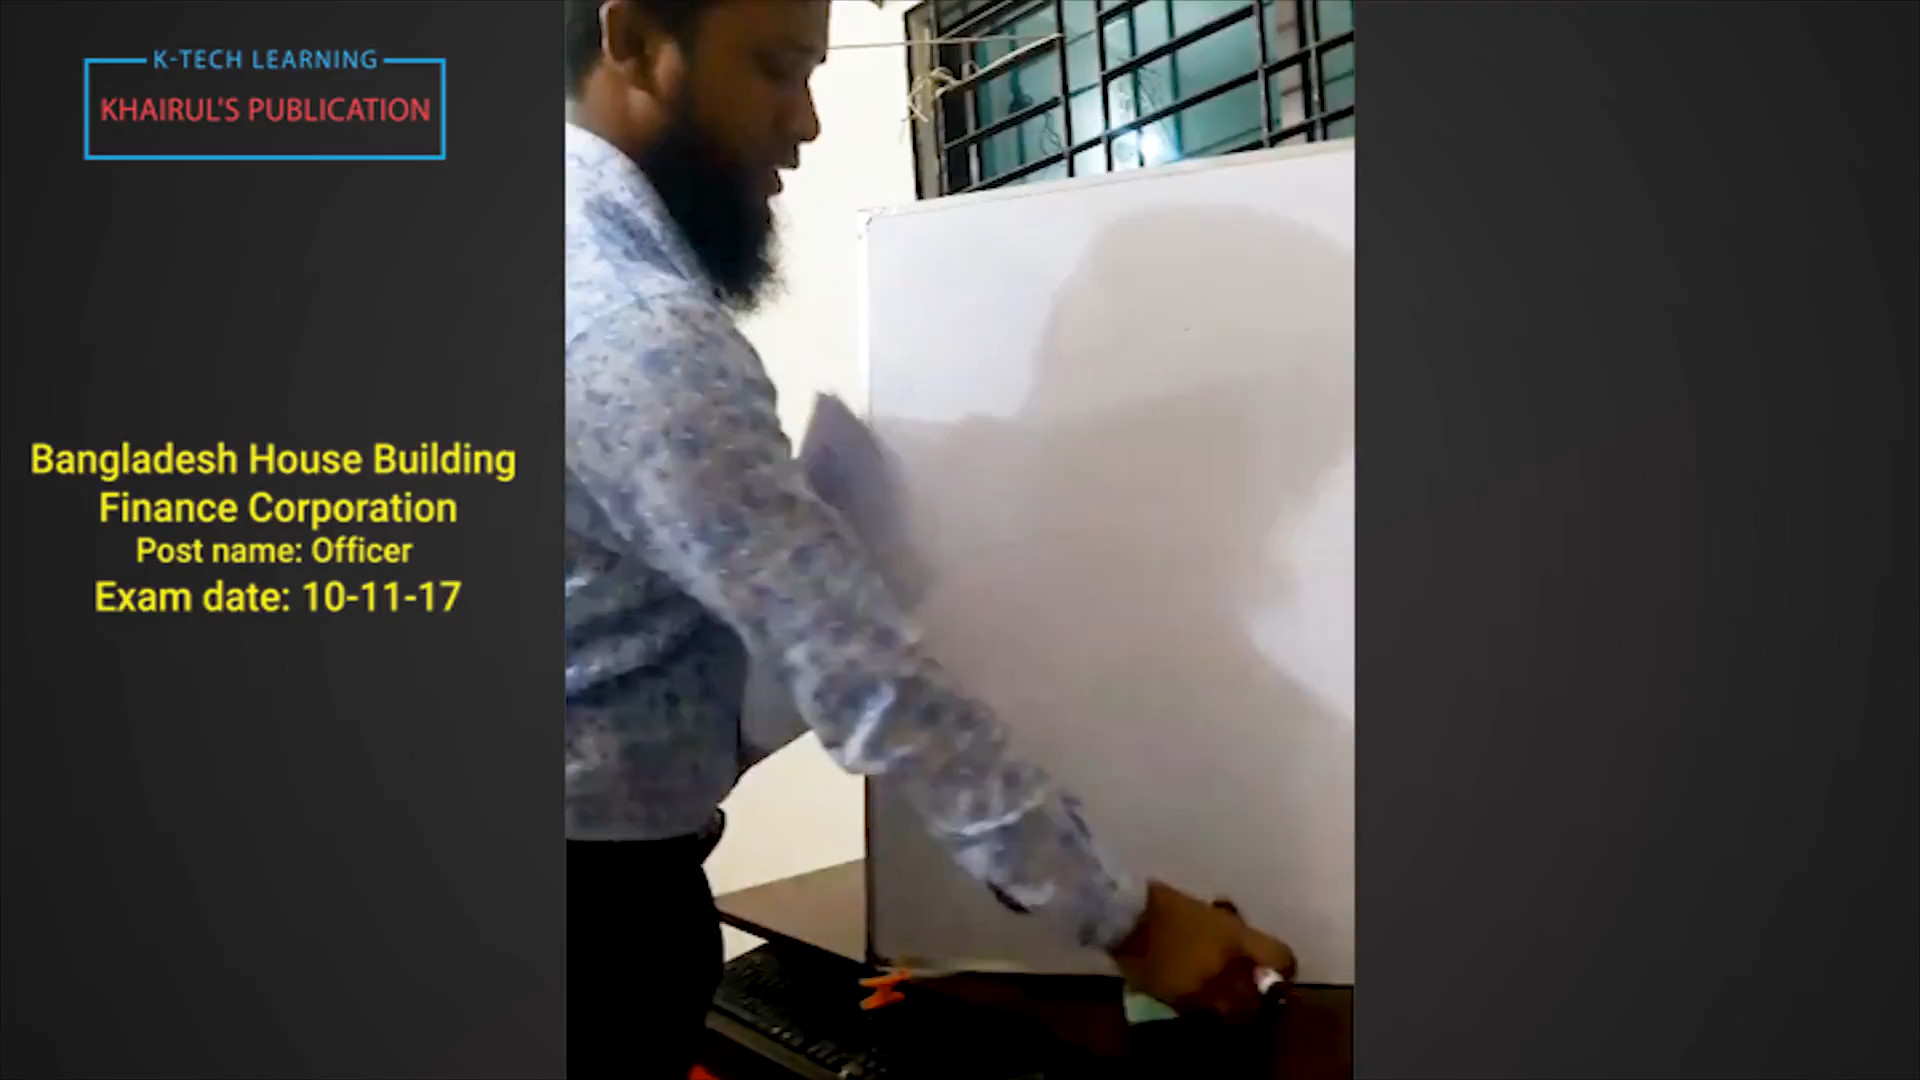 K-TECH LEARNING
KHAIRUL'S PUBLICATION
Bangladesh House Building
Finance Corporation
Post name: Officer
Exam date: 10-11-17